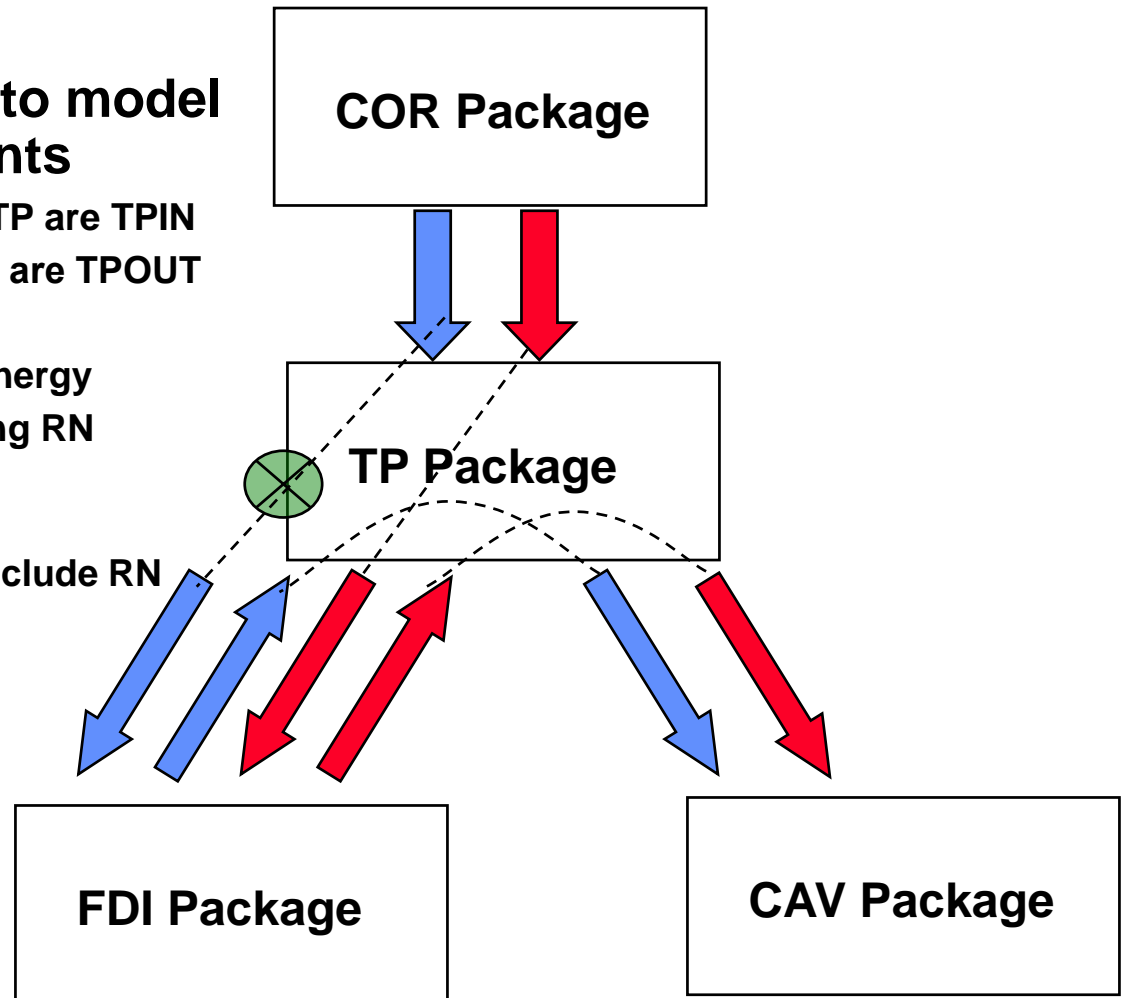 to model
nts
TP are TPIN
are TPOUT
nergy
ng RN
clude RN
COR Package
TP Package
FDI Package
CAV Package